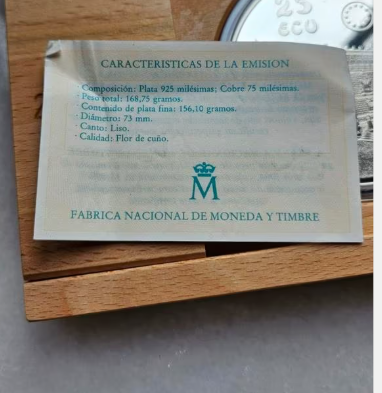 25
ECO
CARACTERISTICAS DE LA EMISION
· Composición: Plata 925 milésimas; Cobre 75 milésimas.
· Peso total: 168,75 gramos.
· Contenido de plata fina: 156,10 gramos.
· Diámetro: 73 mm.
· Canto: Liso.
· Calidad: Flor de cuño.
M
FABRICA NACIONAL DE MONEDA Y TIMBRE